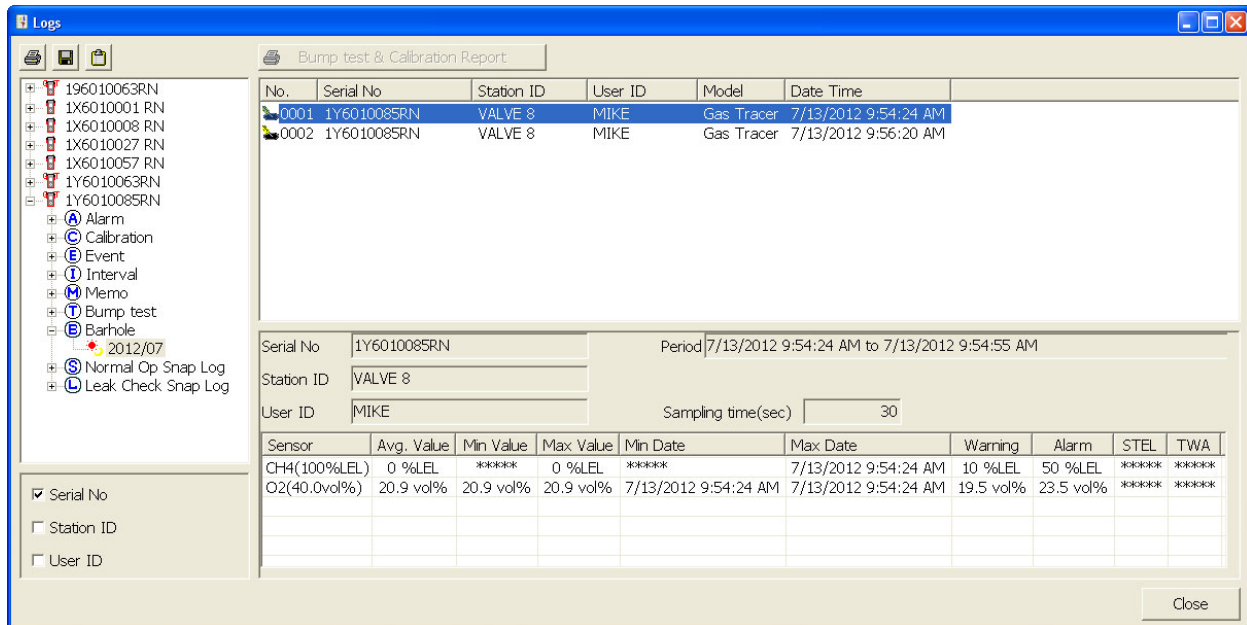 Logs
Bump test & Calibration Report
196010063RN
1X6010001 RN
1X6010008 RN
1X6010027 RN
1X6010057 RN
1Y6010063RN
1Y6010085RN
A Alarm
C Calibration
E Event
I Interval
M Memo
T Bump test
B Barhole
2012/07
S Normal Op Snap Log
L Leak Check Snap Log
Serial No
Station ID
User ID
No. Serial No Station ID User ID Model Date Time
0001 1Y6010085RN VALVE 8 MIKE Gas Tracer 7/13/2012 9:54:24 AM
0002 1Y6010085RN VALVE 8 MIKE Gas Tracer 7/13/2012 9:56:20 AM
Serial No 1Y6010085RN Period 7/13/2012 9:54:24 AM to 7/13/2012 9:54:55 AM
Station ID VALVE 8
User ID MIKE Sampling time(sec) 30
Sensor Avg. Value Min Value Max Value Min Date Max Date Warning Alarm STEL TWA
CH4(100%LEL) 0 %LEL ***** 0 %LEL ***** 7/13/2012 9:54:24 AM 10 %LEL 50 %LEL ***** *****
O2(40.0vol%) 20.9 vol% 20.9 vol% 20.9 vol% 7/13/2012 9:54:24 AM 7/13/2012 9:54:24 AM 19.5 vol% 23.5 vol% ***** *****
Close